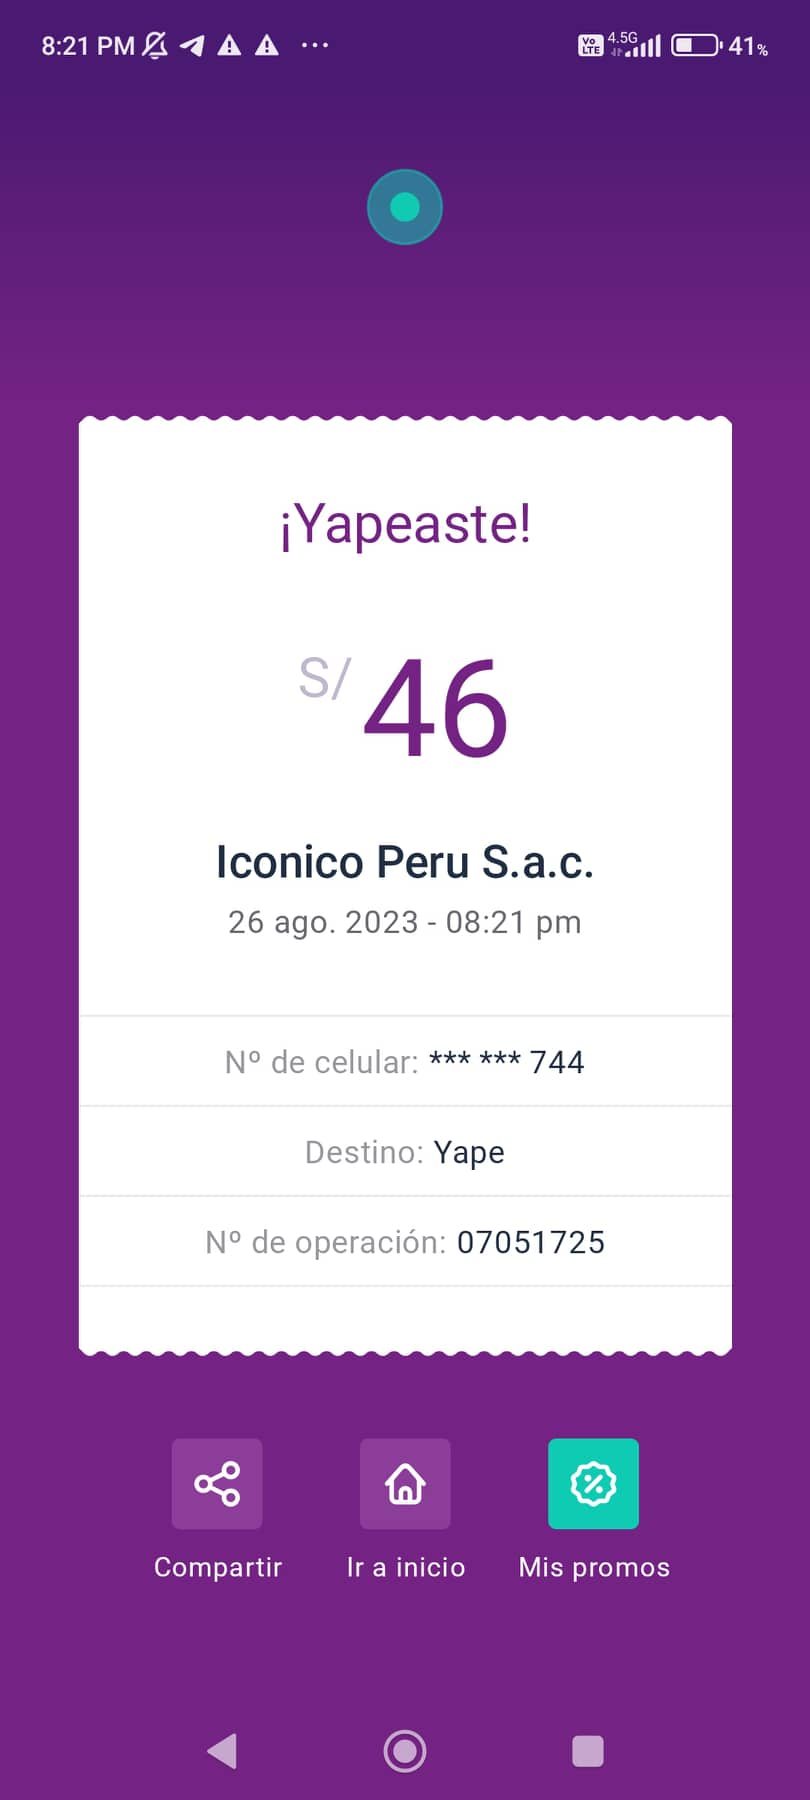 8:21 PM ... Vo LTE 4.5G 41%
¡Yapeaste!
S/ 46
Iconico Peru S.a.c.
26 ago. 2023 - 08:21 pm
Nº de celular: *** *** 744
Destino: Yape
Nº de operación: 07051725
Compartir Ir a inicio Mis promos